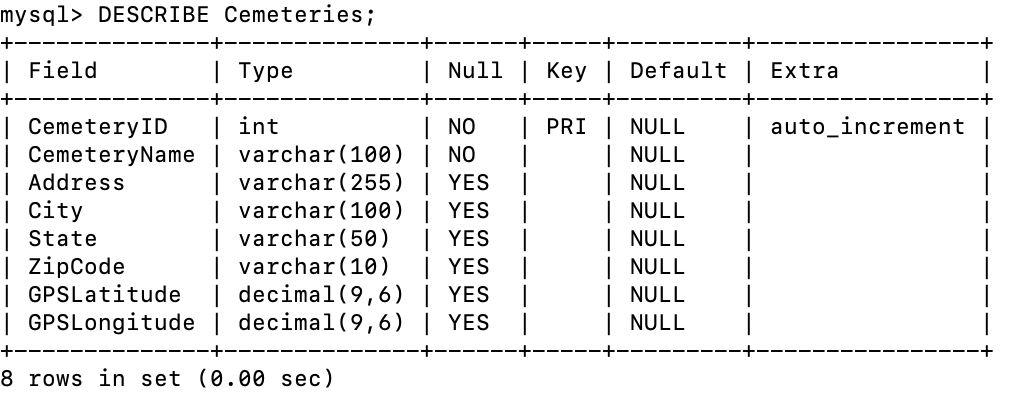 mysql> DESCRIBE Cemeteries;
+---------------+--------------+------+-----+---------+----------------+
| Field         | Type         | Null | Key | Default | Extra          |
+---------------+--------------+------+-----+---------+----------------+
| CemeteryID    | int          | NO   | PRI | NULL    | auto_increment |
| CemeteryName  | varchar(100) | NO   |     | NULL    |                |
| Address       | varchar(255) | YES  |     | NULL    |                |
| City          | varchar(100) | YES  |     | NULL    |                |
| State         | varchar(50)  | YES  |     | NULL    |                |
| ZipCode       | varchar(10)  | YES  |     | NULL    |                |
| GPSLatitude   | decimal(9,6) | YES  |     | NULL    |                |
| GPSLongitude  | decimal(9,6) | YES  |     | NULL    |                |
+---------------+--------------+------+-----+---------+----------------+
8 rows in set (0.00 sec)